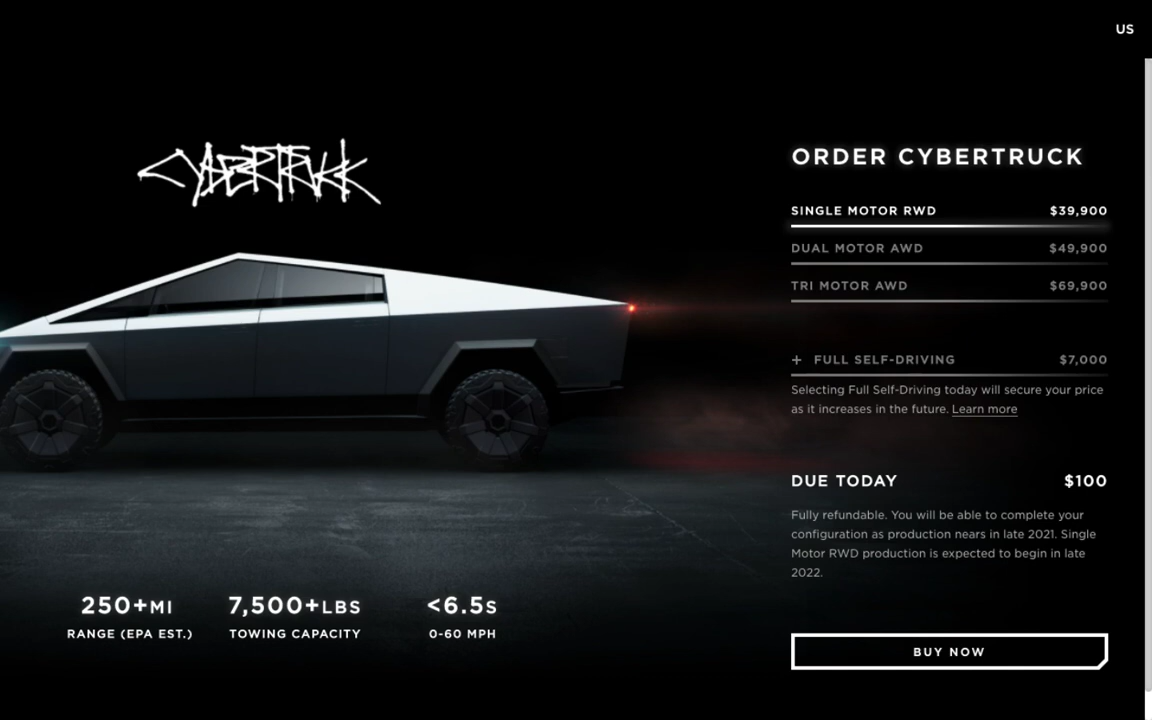 US
CYBERTRUCK
ORDER CYBERTRUCK
SINGLE MOTOR RWD $39,900
DUAL MOTOR AWD $49,900
TRI MOTOR AWD $69,900
+ FULL SELF-DRIVING $7,000
Selecting Full Self-Driving today will secure your price
as it increases in the future. Learn more
DUE TODAY $100
Fully refundable. You will be able to complete your
configuration as production nears in late 2021. Single
Motor RWD production is expected to begin in late
2022.
250+MI 7,500+LBS <6.5S
RANGE (EPA EST.) TOWING CAPACITY 0-60 MPH
BUY NOW